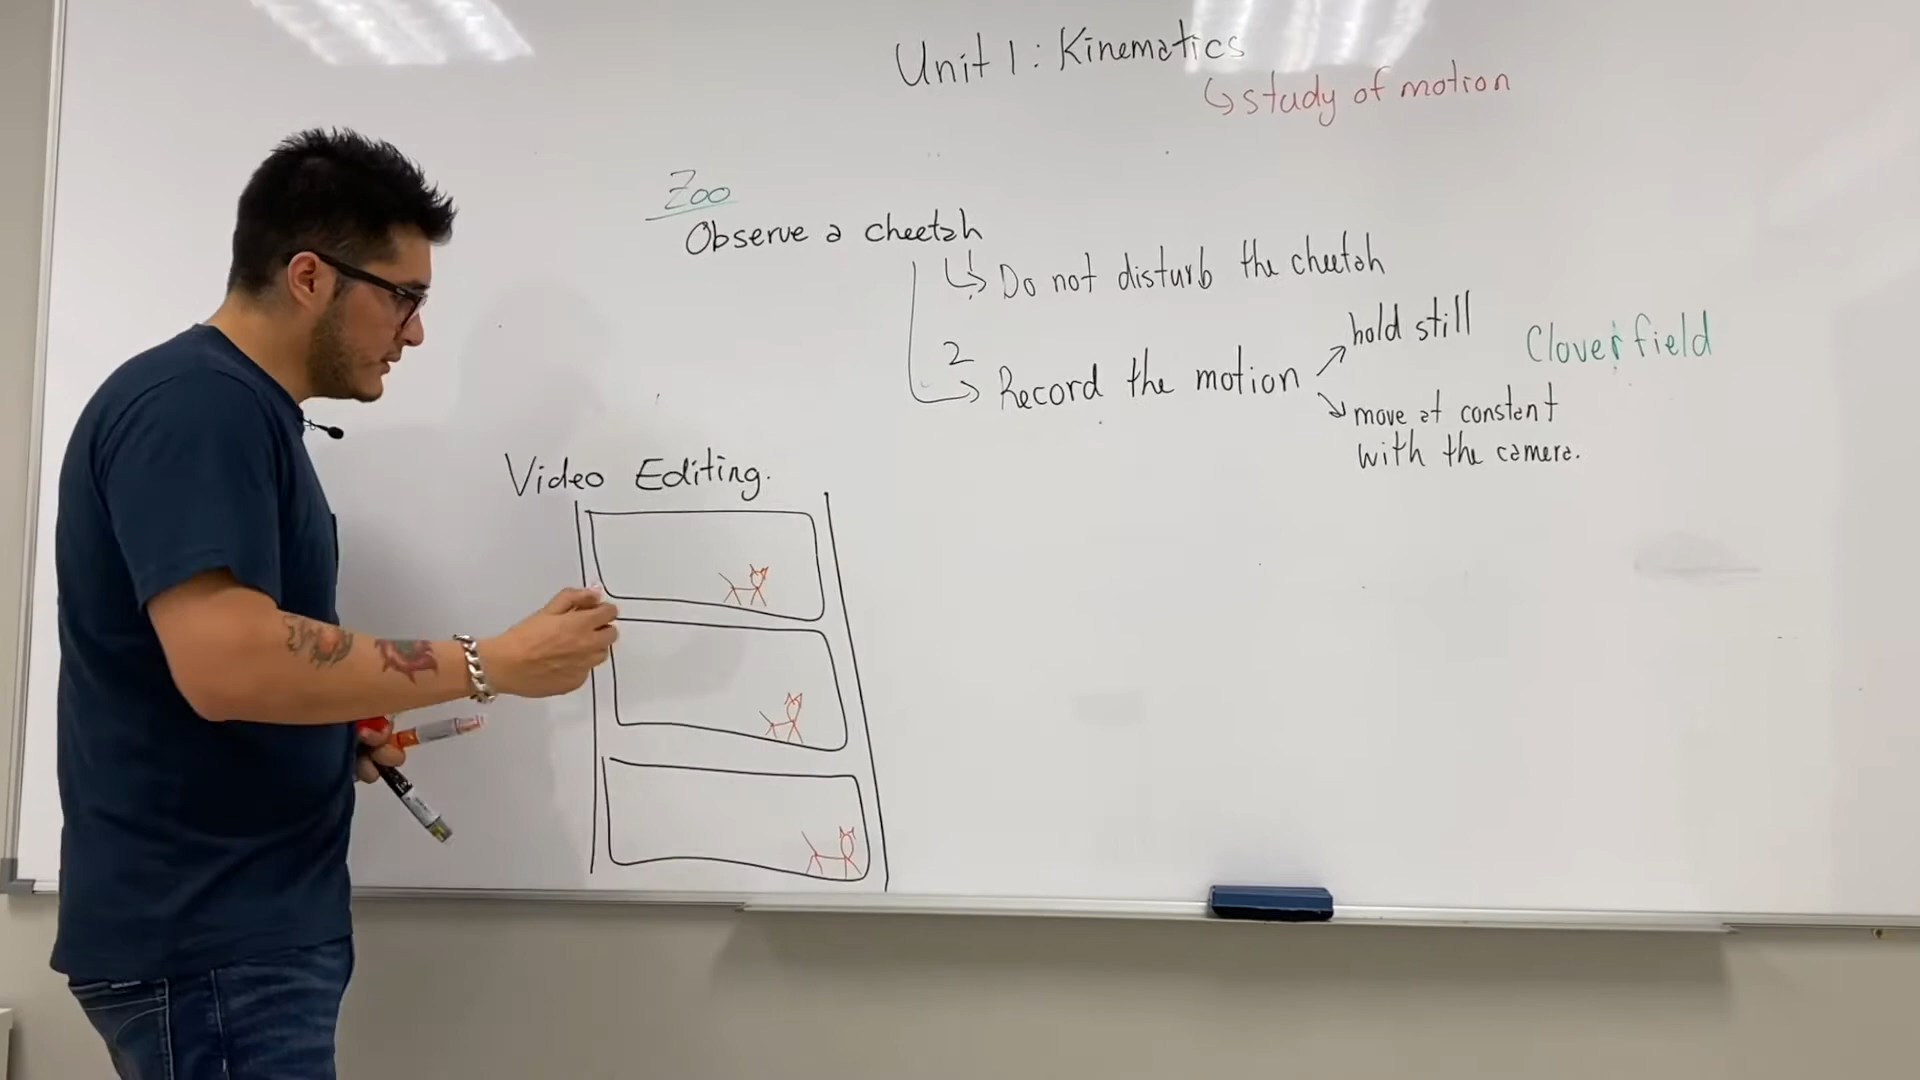 Unit 1: Kinematics
↳ study of motion
Zoo
Observe a cheetah
1 ↳ Do not disturb the cheetah
2 ↳ Record the motion
↗ hold still
Cloverfield
↘ move at constant
with the camera.
Video Editing.